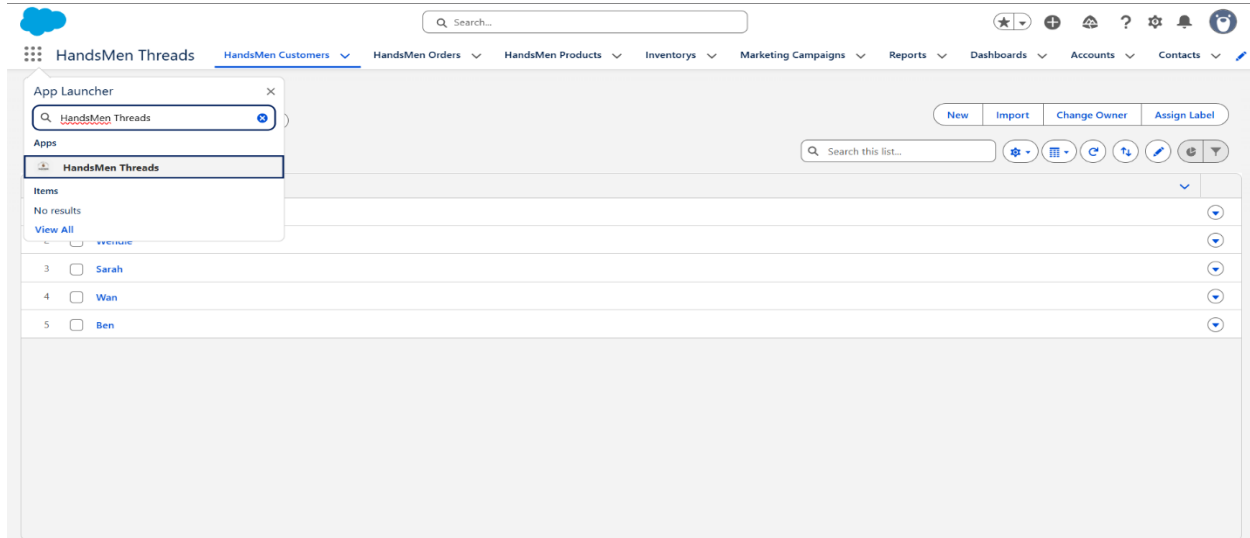 Search...
HandsMen Threads HandsMen Customers HandsMen Orders HandsMen Products Inventorys Marketing Campaigns Reports Dashboards Accounts Contacts
App Launcher
HandsMen Threads
New Import Change Owner Assign Label
Apps
Search this list...
HandsMen Threads
Items
No results
View All
2 Wendie
3 Sarah
4 Wan
5 Ben